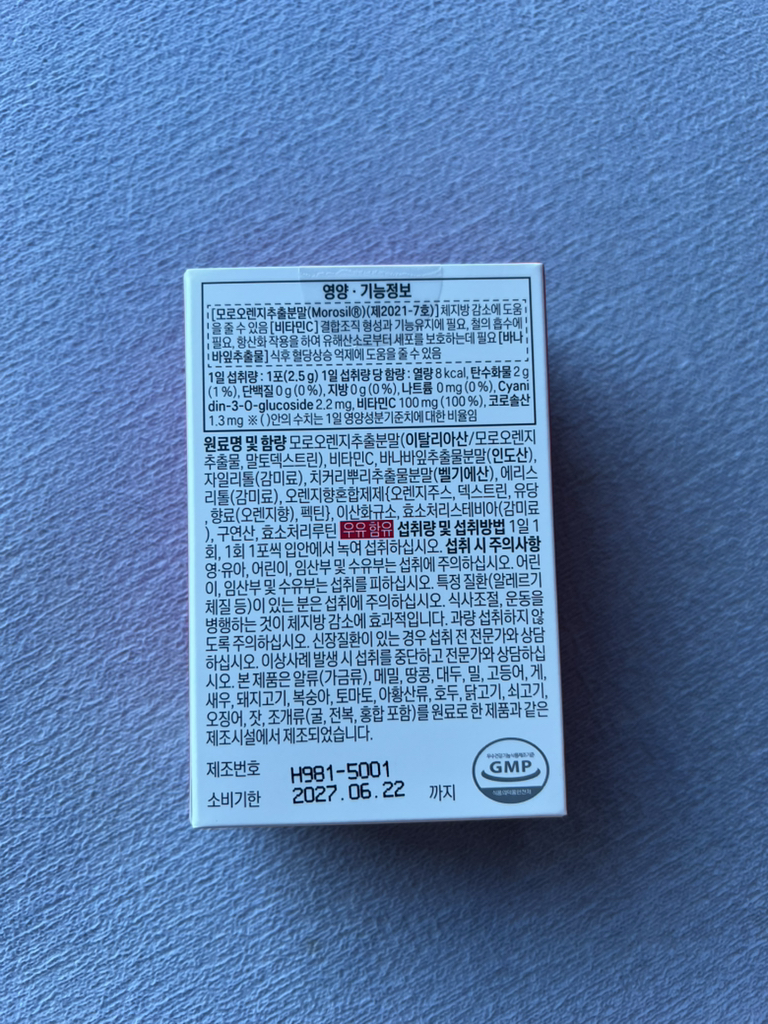 영양 · 기능정보
[모로오렌지추출분말(Morosil®)(제2021-7호)] 체지방 감소에 도움
을 줄 수 있음 [비타민C] 결합조직 형성과 기능유지에 필요, 철의 흡수에
필요, 항산화 작용을 하여 유해산소로부터 세포를 보호하는데 필요 [바나
바잎추출물] 식후 혈당상승 억제에 도움을 줄 수 있음
1일 섭취량 : 1포(2.5 g) 1일 섭취량 당 함량 : 열량 8 kcal, 탄수화물 2 g
(1 %), 단백질 0 g (0 %), 지방 0 g (0 %), 나트륨 0 mg (0 %), Cyani
din-3-O-glucoside 2.2 mg, 비타민C 100 mg (100 %), 코로솔산
1.3 mg ※ ( )안의 수치는 1일 영양성분기준치에 대한 비율임
원료명 및 함량 모로오렌지추출분말(이탈리아산/모로오렌지
추출물, 말토덱스트린), 비타민C, 바나바잎추출물분말(인도산),
자일리톨(감미료), 치커리뿌리추출물분말(벨기에산), 에리스
리톨(감미료), 오렌지향혼합제제{오렌지주스, 덱스트린, 유당
, 향료(오렌지향), 펙틴}, 이산화규소, 효소처리스테비아(감미료
), 구연산, 효소처리루틴 우유 함유 섭취량 및 섭취방법 1일 1
회, 1회 1포씩 입안에서 녹여 섭취하십시오. 섭취 시 주의사항
영·유아, 어린이, 임산부 및 수유부는 섭취에 주의하십시오. 어린
이, 임산부 및 수유부는 섭취를 피하십시오. 특정 질환(알레르기
체질 등)이 있는 분은 섭취에 주의하십시오. 식사조절, 운동을
병행하는 것이 체지방 감소에 효과적입니다. 과량 섭취하지 않
도록 주의하십시오. 신장질환이 있는 경우 섭취 전 전문가와 상담
하십시오. 이상사례 발생 시 섭취를 중단하고 전문가와 상담하십
시오. 본 제품은 알류(가금류), 메밀, 땅콩, 대두, 밀, 고등어, 게,
새우, 돼지고기, 복숭아, 토마토, 아황산류, 호두, 닭고기, 쇠고기,
오징어, 잣, 조개류(굴, 전복, 홍합 포함)를 원료로 한 제품과 같은
제조시설에서 제조되었습니다.
제조번호 H981-5001
소비기한 2027.06.22 까지
우수건강기능식품제조기준
GMP
식품의약품안전처